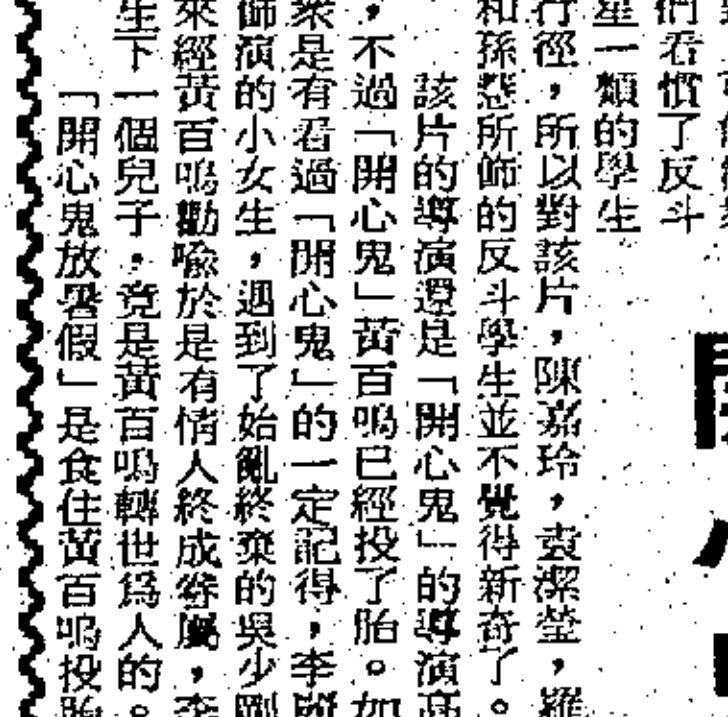 們看慣了反斗
星一類的學生
行徑，所以對該片，陳嘉玲，袁潔瑩，羅
和孫慧所飾的反斗學生並不覺得新奇了。
該片的導演還是「開心鬼」的導演高
，不過「開心鬼」黃百鳴已經投了胎。如
衆是有看過「開心鬼」的一定記得，李
飾演的小女生，遇到了始亂終棄的吳少剛
來經黃百鳴勸喩於是有情人終成眷屬，李
生下一個兒子，竟是黃百鳴轉世爲人的。
「開心鬼放暑假」是食住黃百鳴投胎